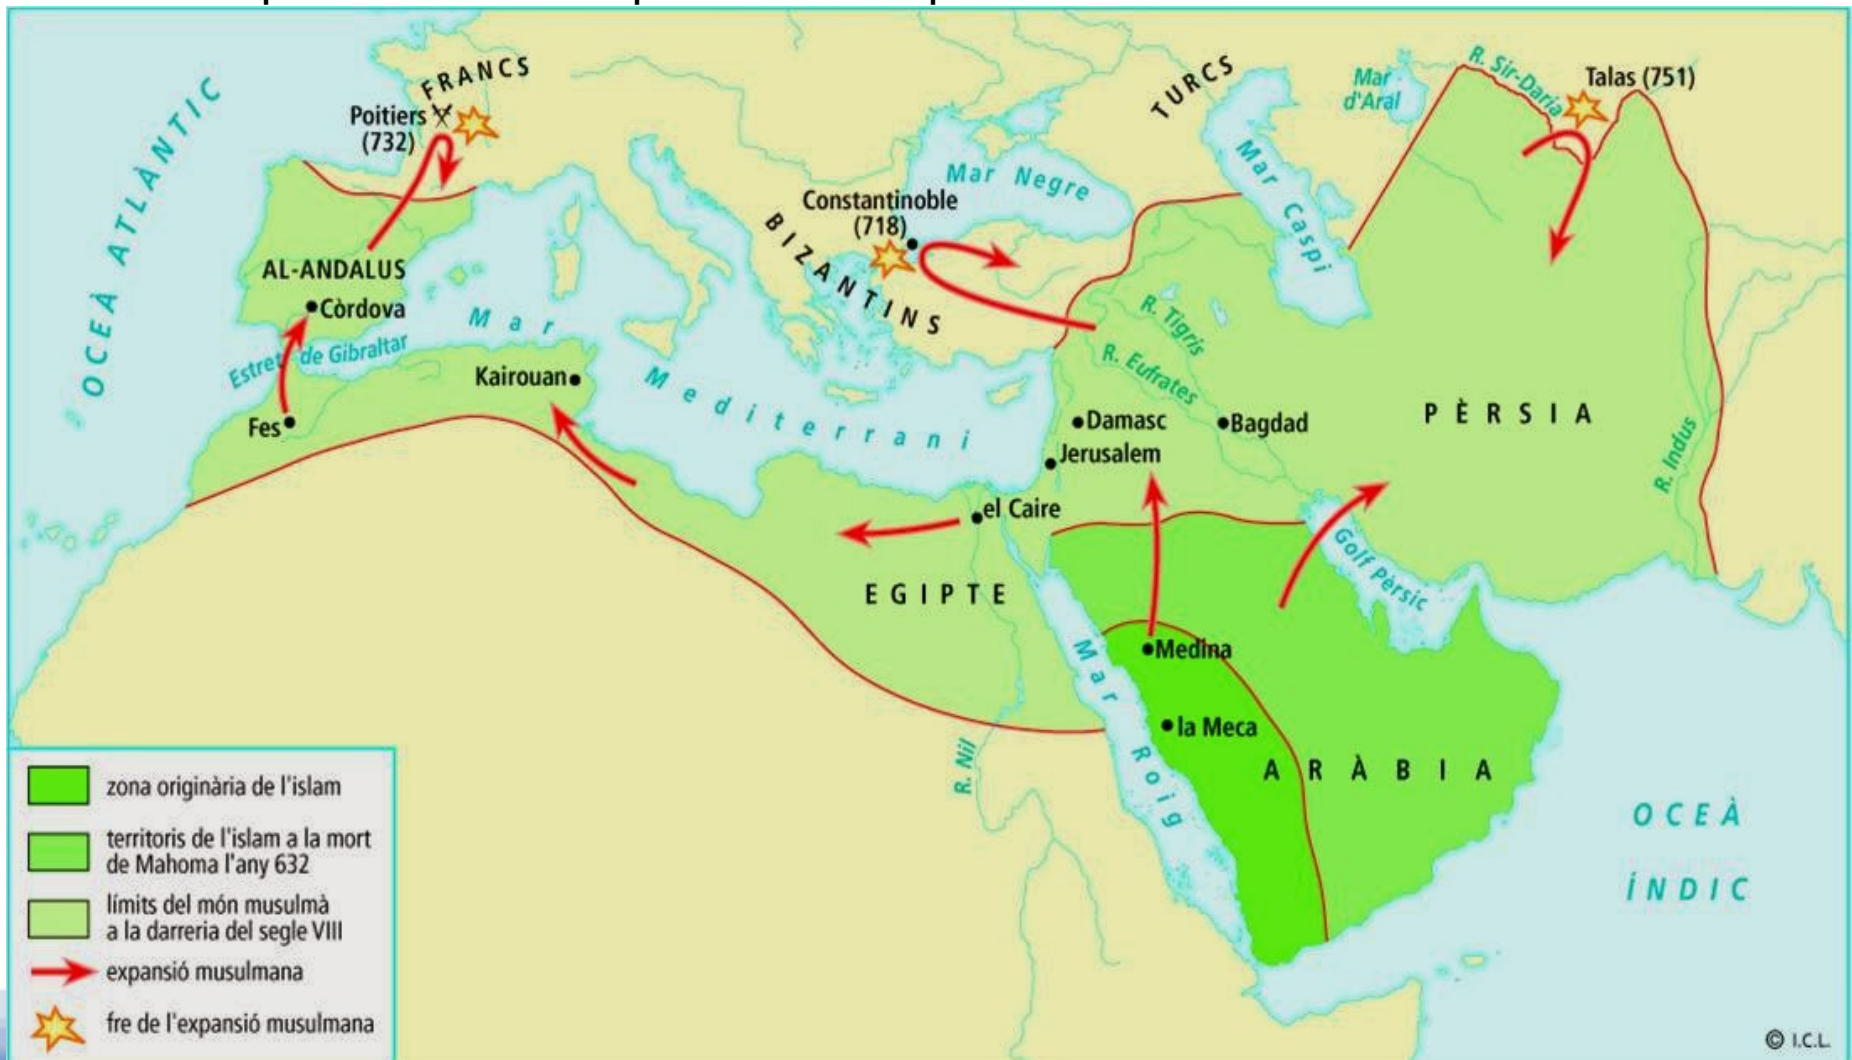 FRANCS
Poitiers
(732)
OCEÀ ATLÀNTIC
AL-ANDALUS
Còrdova
Estret de Gibraltar
Fes
Kairouan
Mar
Mediterrani
Constantinoble
(718)
BIZANTINS
Mar Negre
TURCS
Mar Caspi
Mar
d'Aral
R. Sir-Daria
Talas (751)
R. Tigris
R. Eufrates
Damasc
Bagdad
Jerusalem
PÈRSIA
R. Indus
el Caire
EGIPTE
Golf Pèrsic
Mar Roig
Medina
la Meca
ARÀBIA
R. Nil
OCEÀ
ÍNDIC
zona originària de l'islam
territoris de l'islam a la mort
de Mahoma l'any 632
límits del món musulmà
a la darreria del segle VIII
expansió musulmana
fre de l'expansió musulmana
© I.C.L.